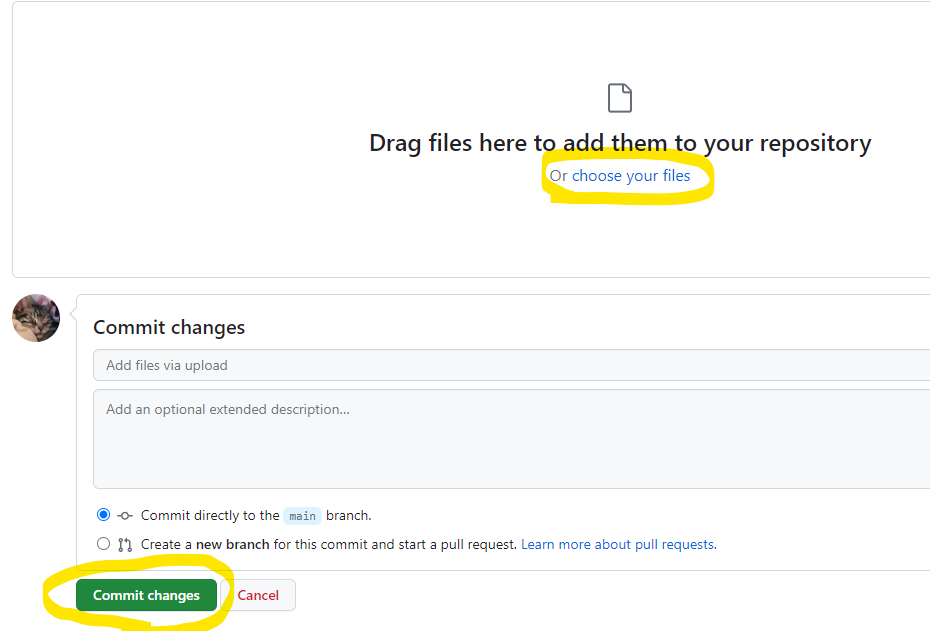 Drag files here to add them to your repository
Or choose your files
Commit changes
Add files via upload
Add an optional extended description...
Commit directly to the main branch.
Create a new branch for this commit and start a pull request. Learn more about pull requests.
Commit changes Cancel